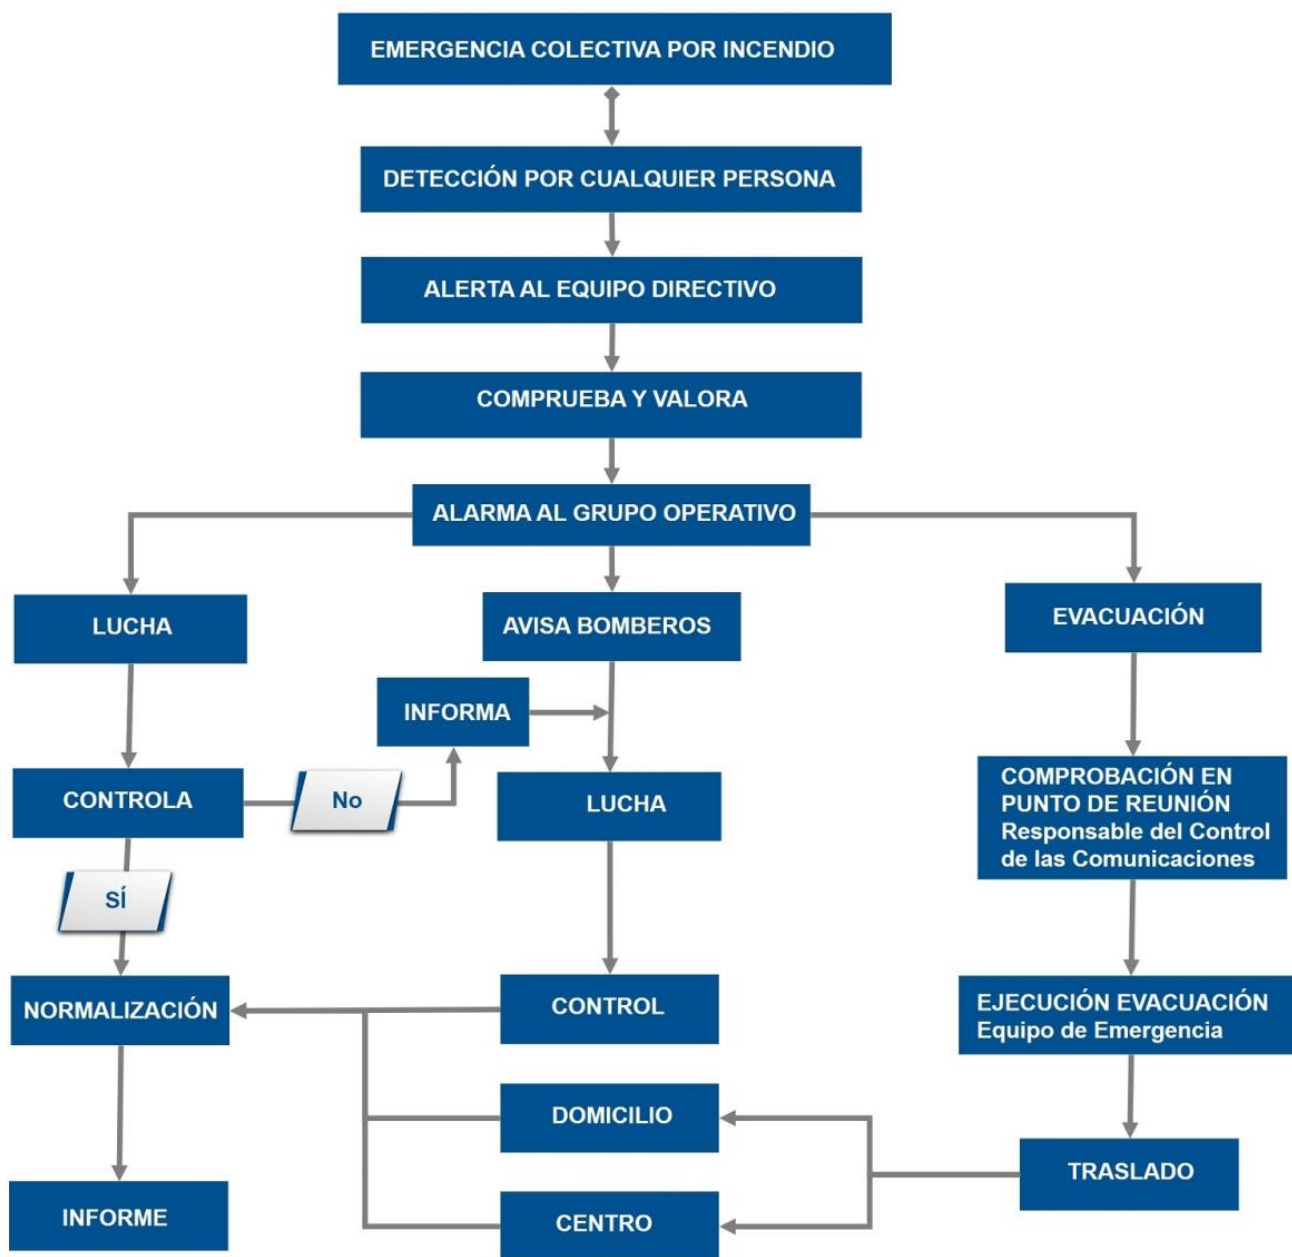 EMERGENCIA COLECTIVA POR INCENDIO
DETECCIÓN POR CUALQUIER PERSONA
ALERTA AL EQUIPO DIRECTIVO
COMPRUEBA Y VALORA
ALARMA AL GRUPO OPERATIVO
LUCHA
AVISA BOMBEROS
EVACUACIÓN
INFORMA
CONTROLA
No
LUCHA
COMPROBACIÓN EN
PUNTO DE REUNIÓN
Responsable del Control
de las Comunicaciones
SÍ
NORMALIZACIÓN
CONTROL
EJECUCIÓN EVACUACIÓN
Equipo de Emergencia
DOMICILIO
TRASLADO
INFORME
CENTRO